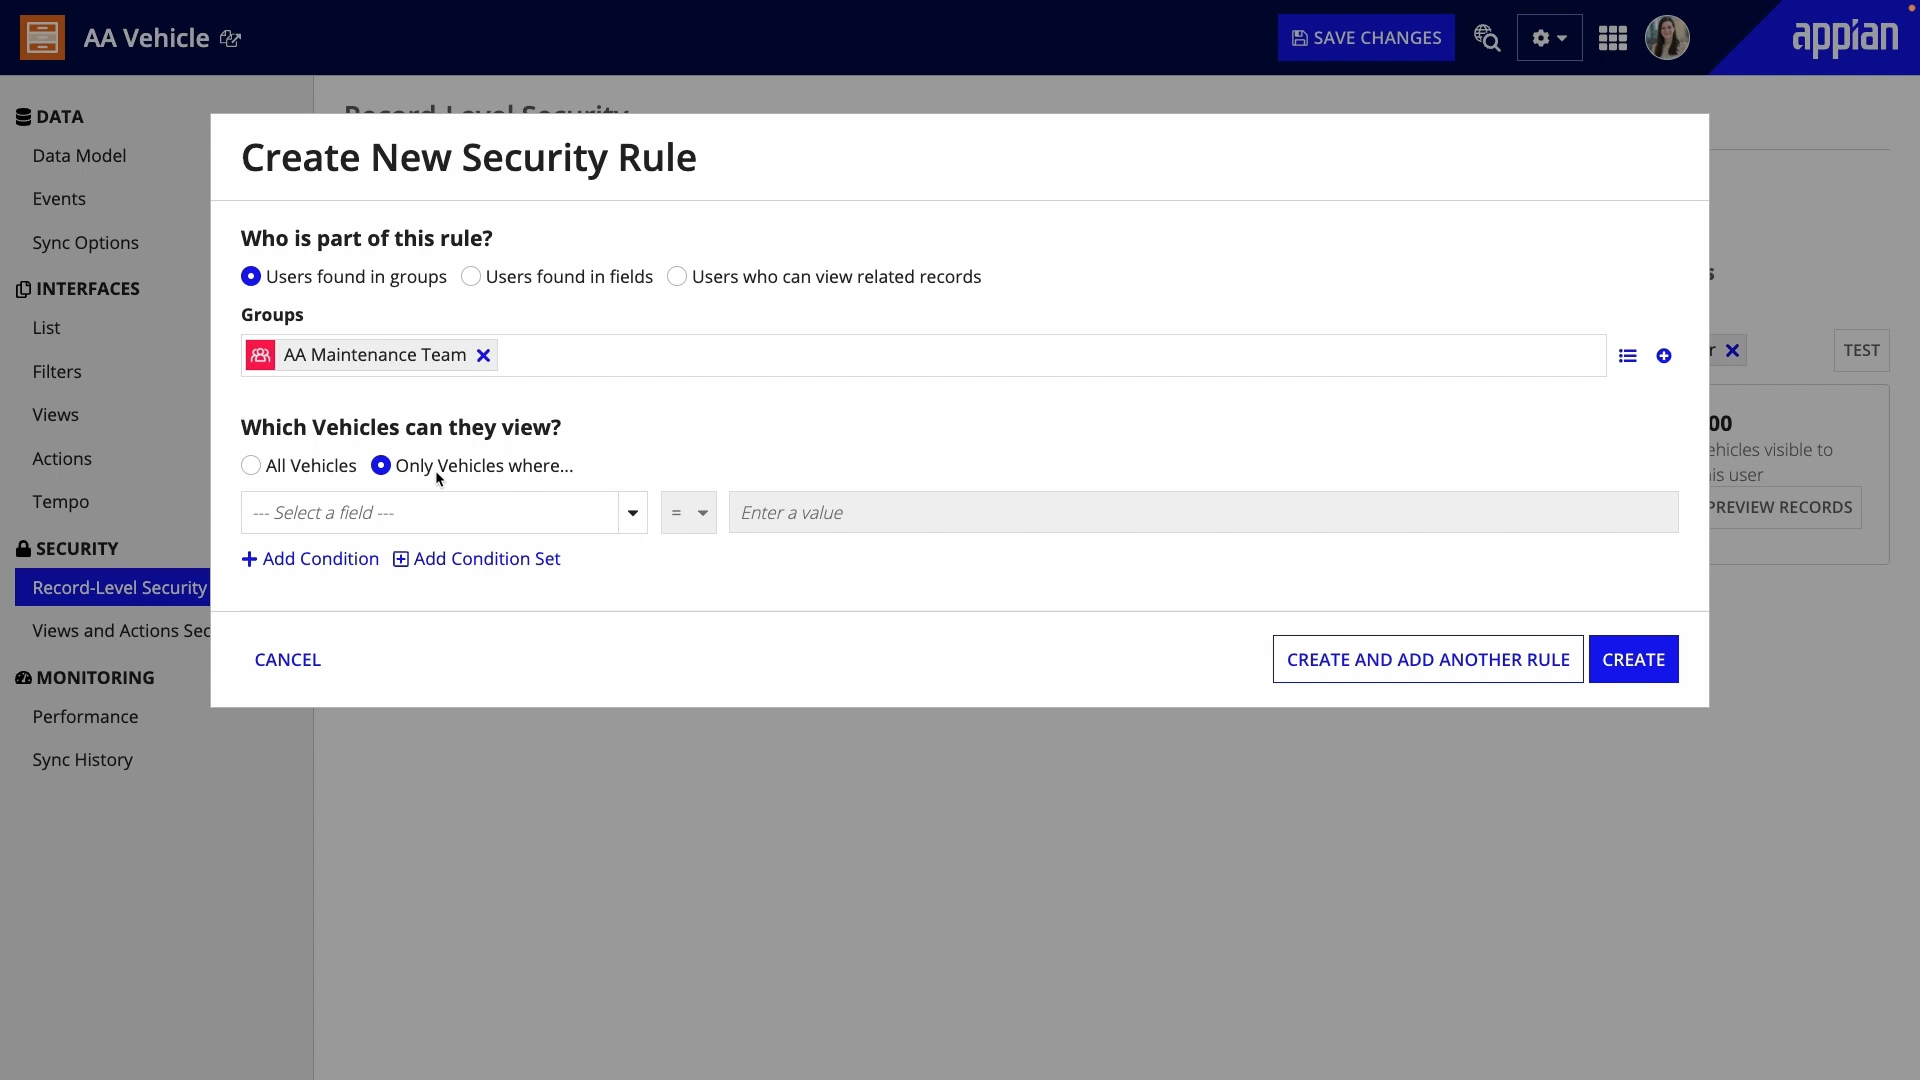 AA Vehicle
SAVE CHANGES
appian
DATA
Data Model
Events
Sync Options
INTERFACES
List
Filters
Views
Actions
Tempo
SECURITY
Record-Level Security
Views and Actions Sec
MONITORING
Performance
Sync History
Record-Level Security
Create New Security Rule
Who is part of this rule?
Users found in groups Users found in fields Users who can view related records
Groups
AA Maintenance Team
Which Vehicles can they view?
All Vehicles Only Vehicles where...
--- Select a field --- = Enter a value
Add Condition Add Condition Set
CANCEL
CREATE AND ADD ANOTHER RULE
CREATE
s
r
TEST
00
ehicles visible to
is user
PREVIEW RECORDS